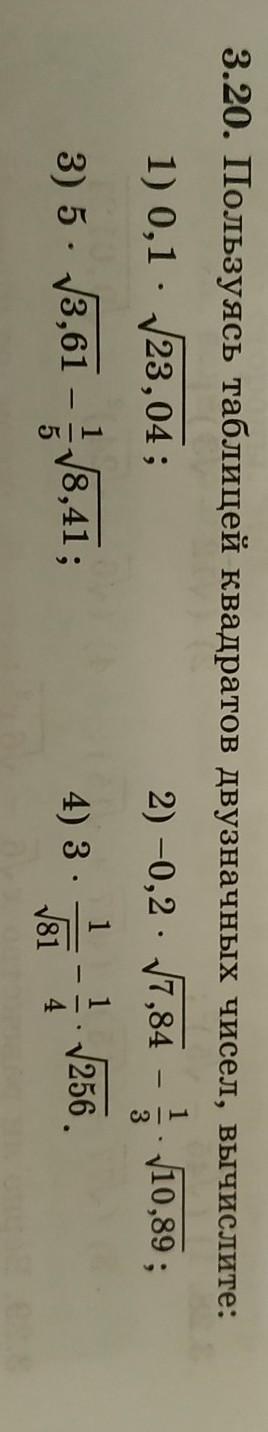 3.20. Пользуясь таблицей квадратов двузначных чисел, вычислите:
1) 0,1 · √23,04; 2) –0,2 · √7,84 – 1/3 · √10,89;
3) 5 · √3,61 – 1/5 √8,41; 4) 3 · 1/√81 – 1/4 · √256.